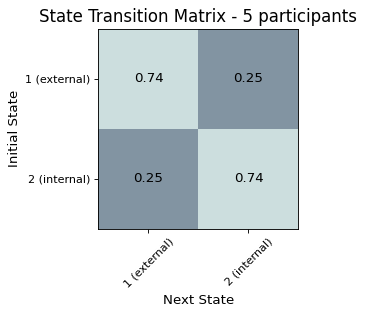 State Transition Matrix - 5 participants
1 (external)
0.74
0.25
Initial State
2 (internal)
0.25
0.74
1 (external)
2 (internal)
Next State